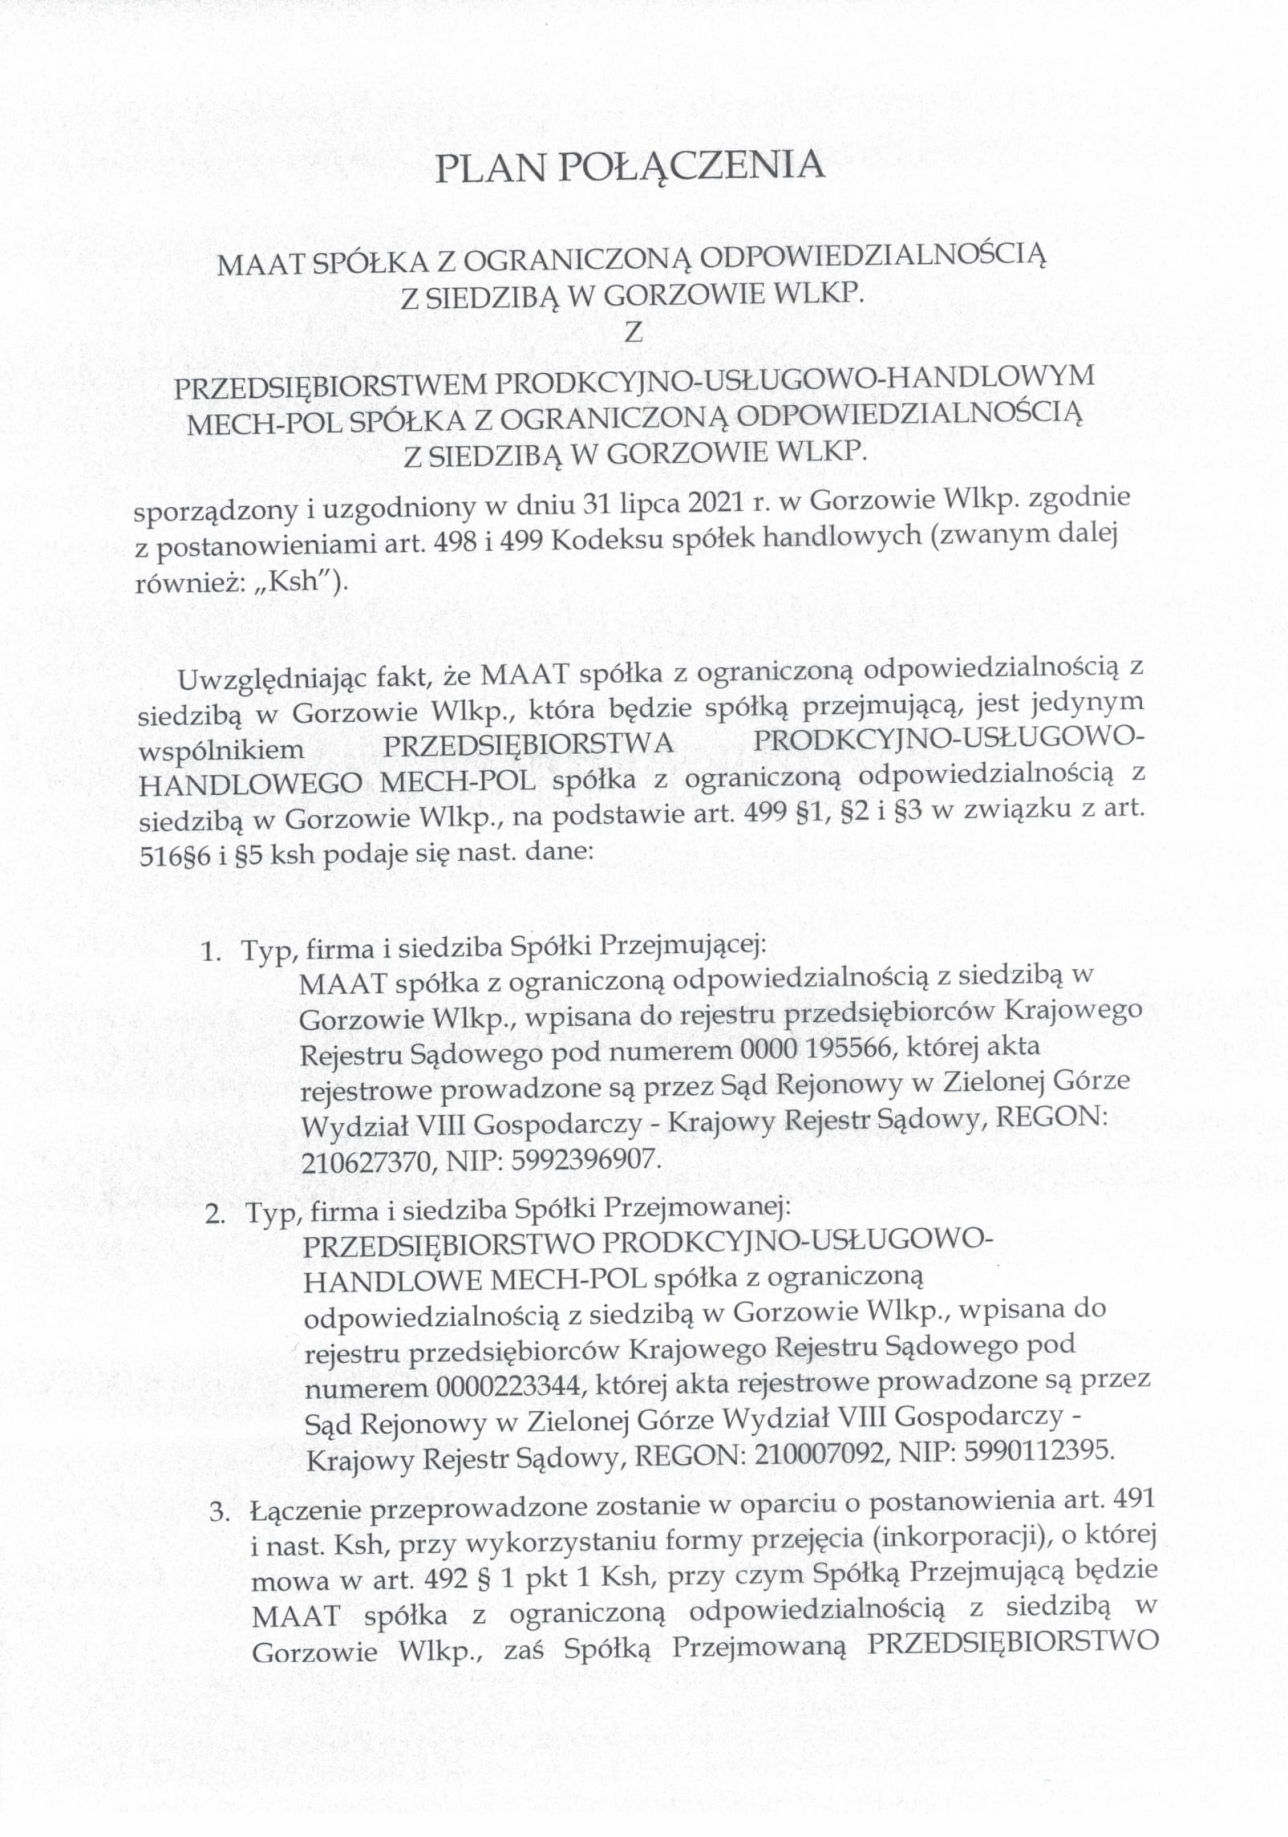 PLAN POŁĄCZENIA
MAAT SPÓŁKA Z OGRANICZONĄ ODPOWIEDZIALNOŚCIĄ
Z SIEDZIBĄ W GORZOWIE WLKP.
Z
PRZEDSIĘBIORSTWEM PRODKCYJNO-USŁUGOWO-HANDLOWYM
MECH-POL SPÓŁKA Z OGRANICZONĄ ODPOWIEDZIALNOŚCIĄ
Z SIEDZIBĄ W GORZOWIE WLKP.
sporządzony i uzgodniony w dniu 31 lipca 2021 r. w Gorzowie Wlkp. zgodnie
z postanowieniami art. 498 i 499 Kodeksu spółek handlowych (zwanym dalej
również: „Ksh").
Uwzględniając fakt, że MAAT spółka z ograniczoną odpowiedzialnością z
siedzibą w Gorzowie Wlkp., która będzie spółką przejmującą, jest jedynym
wspólnikiem PRZEDSIĘBIORSTWA PRODKCYJNO-USŁUGOWO-
HANDLOWEGO MECH-POL spółka z ograniczoną odpowiedzialnością z
siedzibą w Gorzowie Wlkp., na podstawie art. 499 §1, §2 i §3 w związku z art.
516§6 i §5 ksh podaje się nast. dane:
1. Typ, firma i siedziba Spółki Przejmującej:
MAAT spółka z ograniczoną odpowiedzialnością z siedzibą w
Gorzowie Wlkp., wpisana do rejestru przedsiębiorców Krajowego
Rejestru Sądowego pod numerem 0000 195566, której akta
rejestrowe prowadzone są przez Sąd Rejonowy w Zielonej Górze
Wydział VIII Gospodarczy - Krajowy Rejestr Sądowy, REGON:
210627370, NIP: 5992396907.
2. Typ, firma i siedziba Spółki Przejmowanej:
PRZEDSIĘBIORSTWO PRODKCYJNO-USŁUGOWO-
HANDLOWE MECH-POL spółka z ograniczoną
odpowiedzialnością z siedzibą w Gorzowie Wlkp., wpisana do
rejestru przedsiębiorców Krajowego Rejestru Sądowego pod
numerem 0000223344, której akta rejestrowe prowadzone są przez
Sąd Rejonowy w Zielonej Górze Wydział VIII Gospodarczy -
Krajowy Rejestr Sądowy, REGON: 210007092, NIP: 5990112395.
3. Łączenie przeprowadzone zostanie w oparciu o postanowienia art. 491
i nast. Ksh, przy wykorzystaniu formy przejęcia (inkorporacji), o której
mowa w art. 492 § 1 pkt 1 Ksh, przy czym Spółką Przejmującą będzie
MAAT spółka z ograniczoną odpowiedzialnością z siedzibą w
Gorzowie Wlkp., zaś Spółką Przejmowaną PRZEDSIĘBIORSTWO